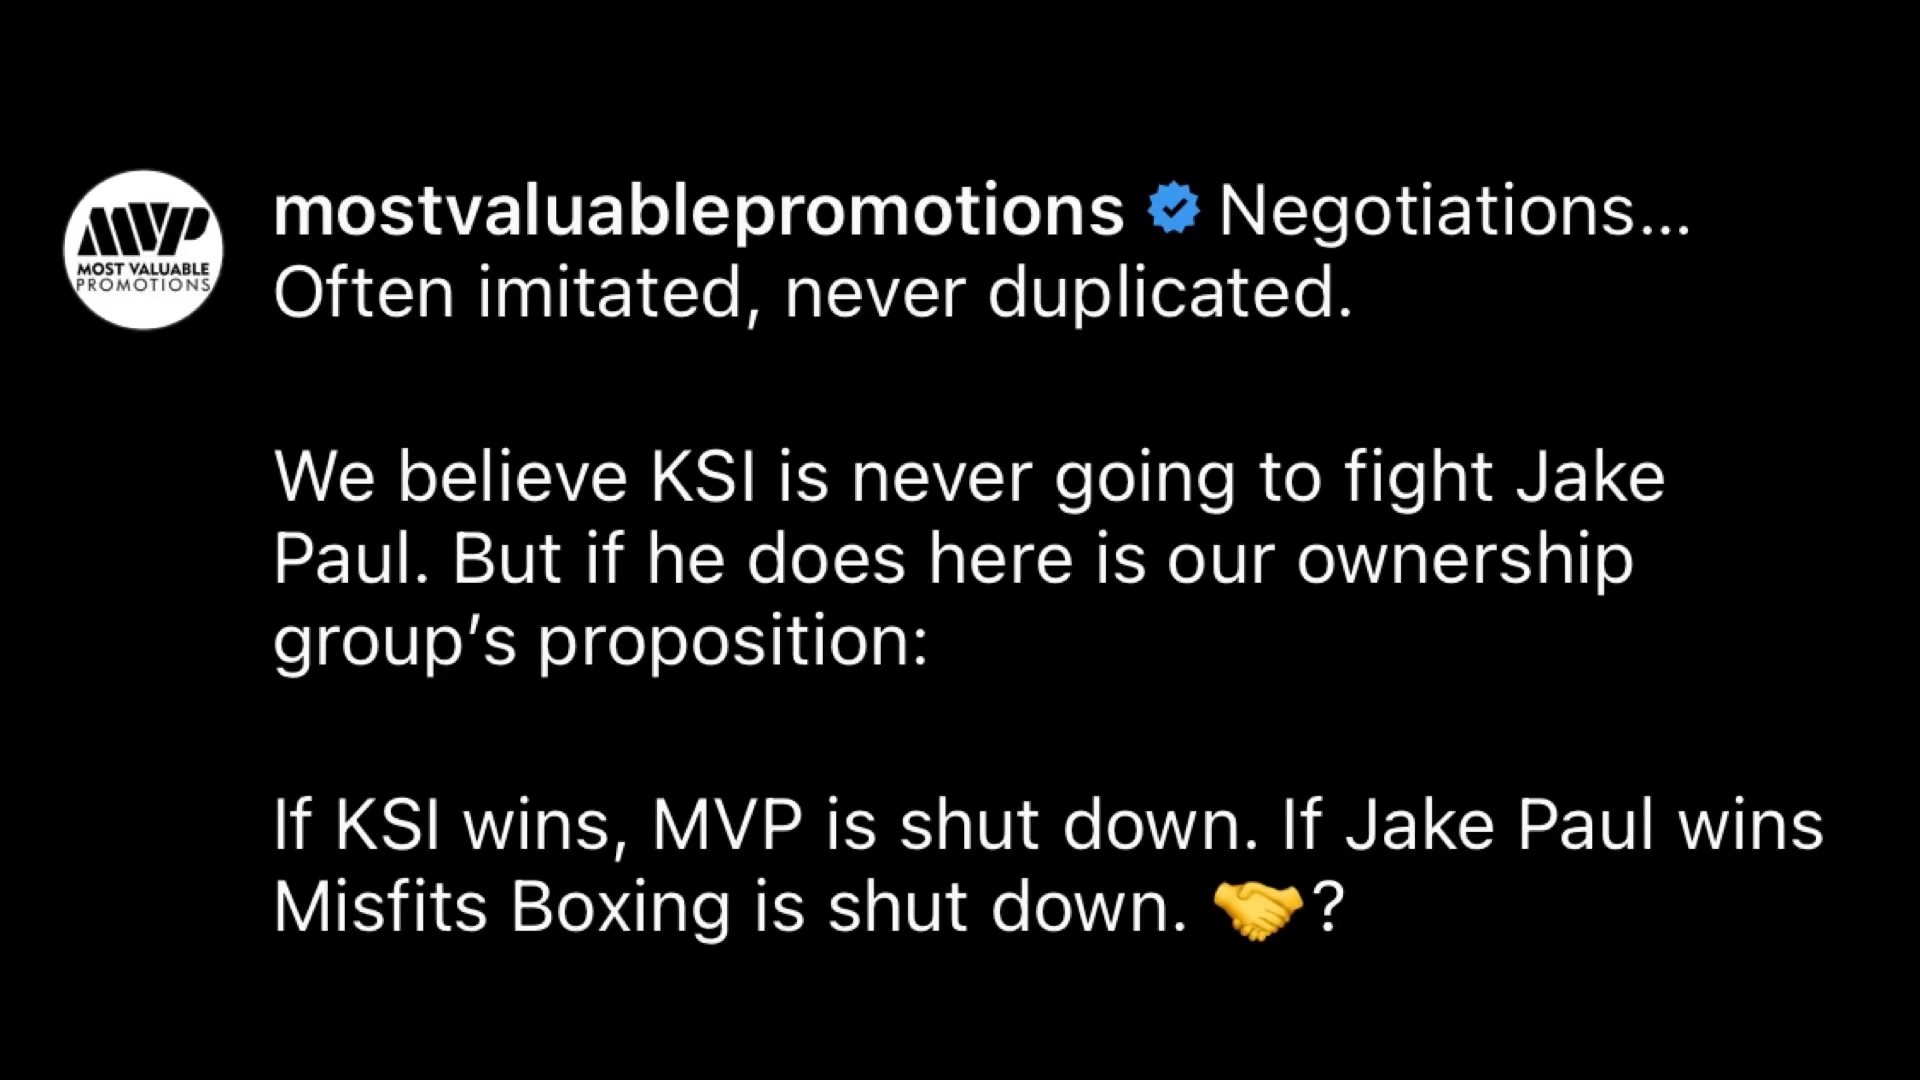 MVP
MOST VALUABLE
PROMOTIONS
mostvaluablepromotions Negotiations...
Often imitated, never duplicated.
We believe KSI is never going to fight Jake
Paul. But if he does here is our ownership
group’s proposition:
If KSI wins, MVP is shut down. If Jake Paul wins
Misfits Boxing is shut down. 🤝?